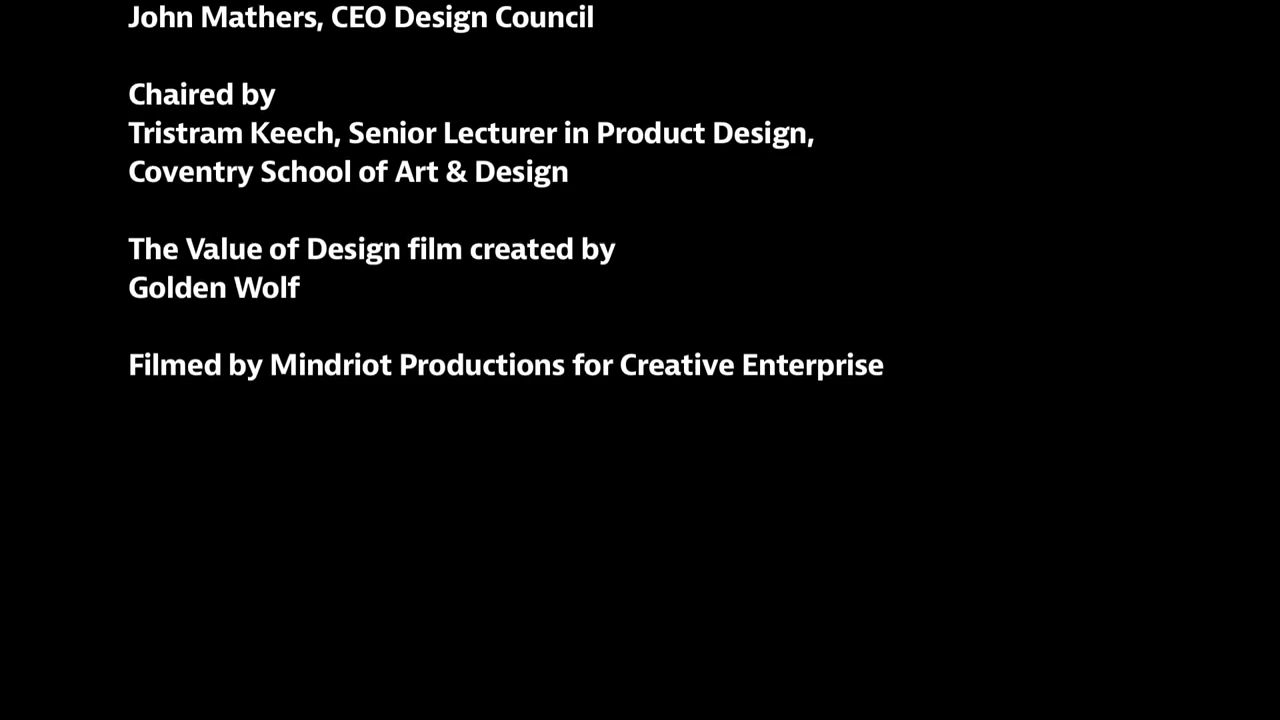 John Mathers, CEO Design Council
Chaired by
Tristram Keech, Senior Lecturer in Product Design,
Coventry School of Art & Design
The Value of Design film created by
Golden Wolf
Filmed by Mindriot Productions for Creative Enterprise